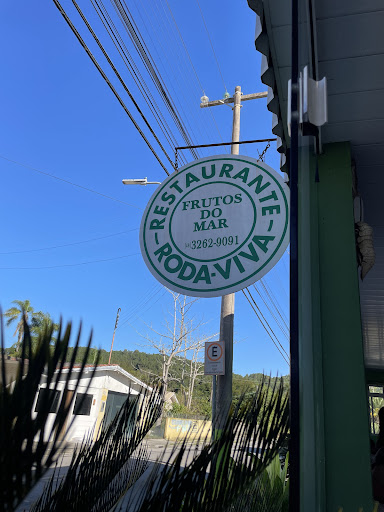 RESTAURANTE
FRUTOS
DO
MAR
3262-9091
RODA-VIVA
E